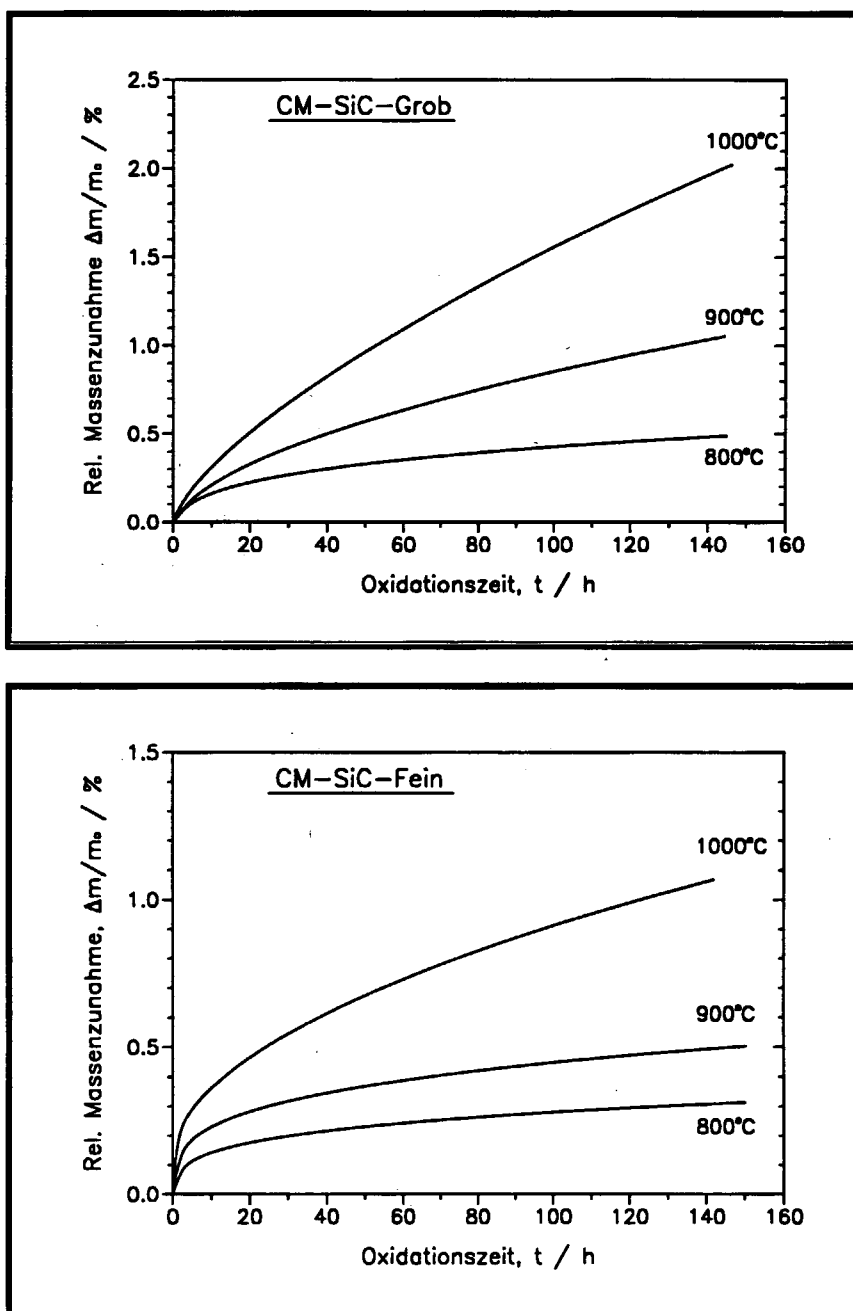 CM-SiC-Grob
Rel. Massenzunahme Δm/m₀ / %
2.5
2.0
1.5
1.0
0.5
0.0
1000°C
900°C
800°C
0 20 40 60 80 100 120 140 160
Oxidationszeit, t / h
CM-SiC-Fein
Rel. Massenzunahme, Δm/m₀ / %
1.5
1.0
0.5
0.0
1000°C
900°C
800°C
0 20 40 60 80 100 120 140 160
Oxidationszeit, t / h